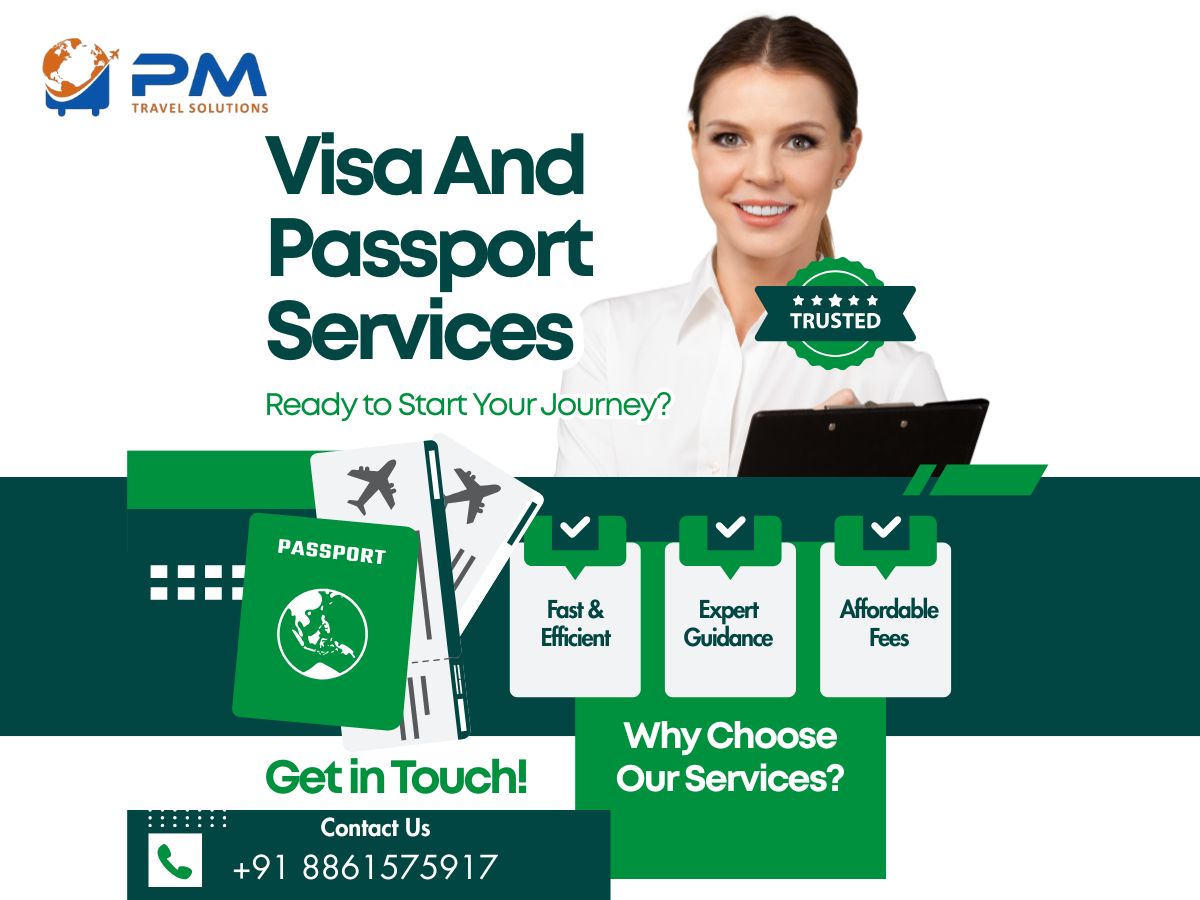 PM
TRAVEL SOLUTIONS
Visa And
Passport
Services
Ready to Start Your Journey?
TRUSTED
PASSPORT
Fast &
Efficient
Expert
Guidance
Affordable
Fees
Why Choose
Our Services?
Get in Touch!
Contact Us
+91 8861575917